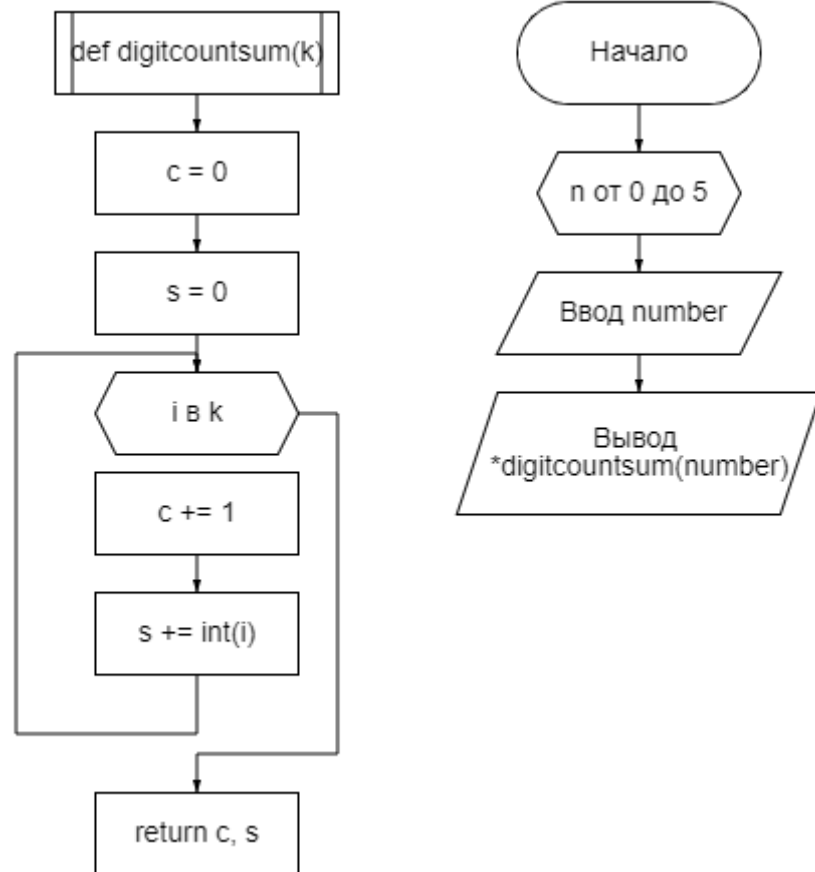 def digitcountsum(k)
c = 0
s = 0
i в k
c += 1
s += int(i)
return c, s
Начало
n от 0 до 5
Ввод number
Вывод
*digitcountsum(number)